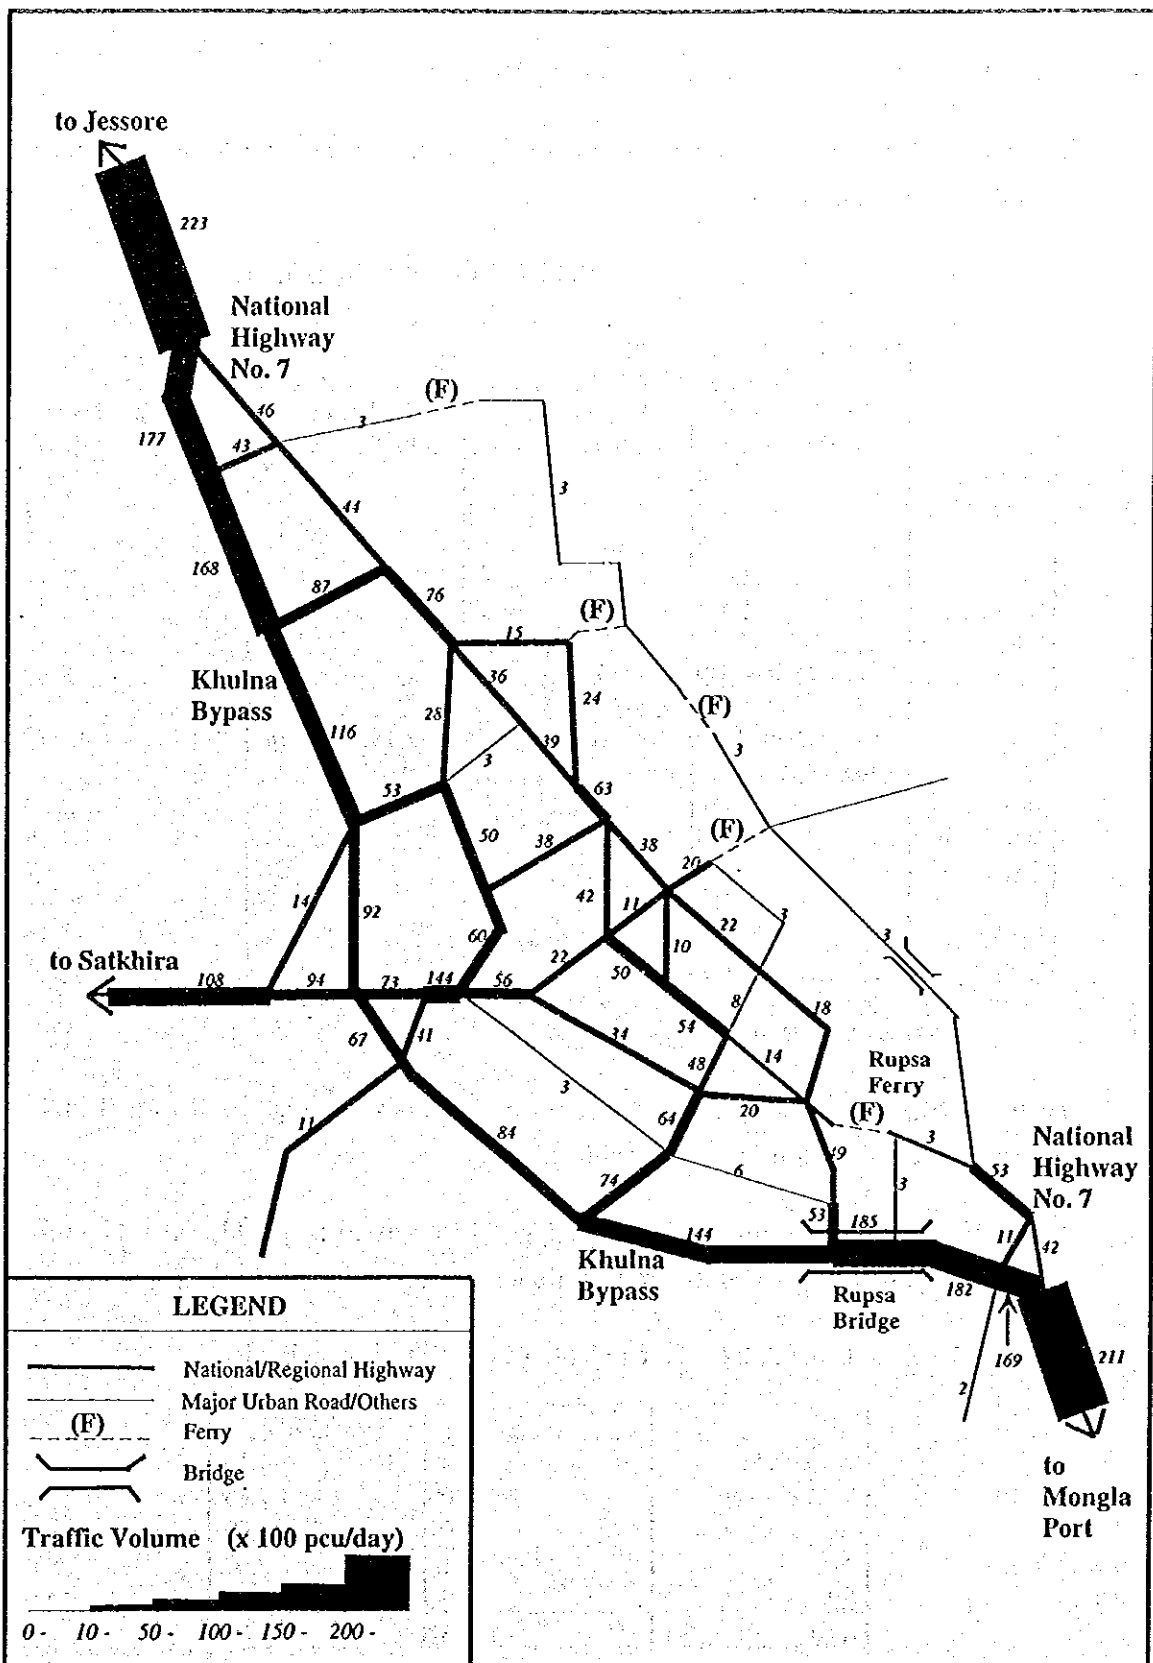 to Jessore
223
National
Highway
No. 7
(F)
46
3
177
43
3
44
168
87
76
(F)
15
Khulna
Bypass
36
28
24
(F)
116
39
3
3
53
63
50
38
38
(F)
20
14
92
42
11
3
22
3
60
10
to Satkhira
22
50
108
94
73
144
56
8
18
67
41
34
54
14
48
Rupsa
Ferry
3
20
(F)
64
11
84
3
National
Highway
No. 7
49
6
74
3
53
53
185
11
42
144
Khulna
Bypass
182
Rupsa
Bridge
169
211
2
to
Mongla
Port
LEGEND
National/Regional Highway
Major Urban Road/Others
(F)
Ferry
Bridge
Traffic Volume (x 100 pcu/day)
0 - 10 - 50 - 100 - 150 - 200 -